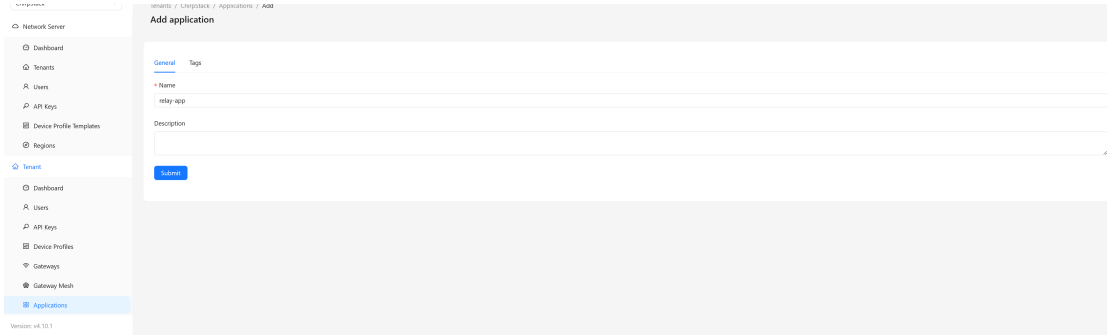 ChirpStack
Tenants / ChirpStack / Applications / Add
Add application
Network Server
Dashboard
Tenants
Users
API Keys
Device Profile Templates
Regions
Tenant
Dashboard
Users
API Keys
Device Profiles
Gateways
Gateway Mesh
Applications
Version: v4.10.1
General Tags
* Name
relay-app
Description
Submit